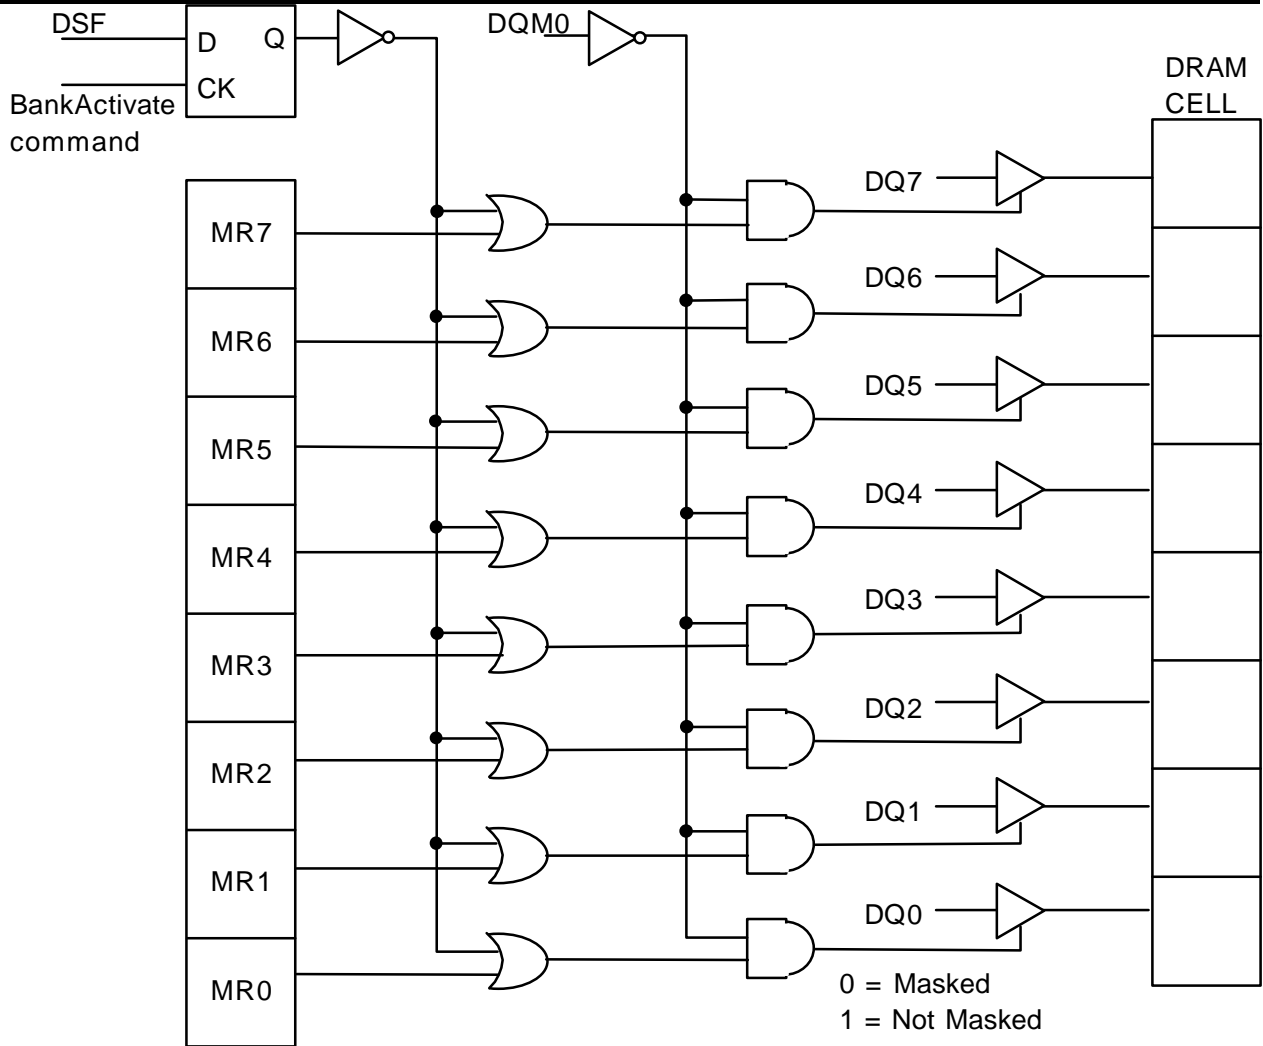 DSF
D Q
CK
BankActivate
command
DQM0
DRAM
CELL
MR7
MR6
MR5
MR4
MR3
MR2
MR1
MR0
DQ7
DQ6
DQ5
DQ4
DQ3
DQ2
DQ1
DQ0
0 = Masked
1 = Not Masked